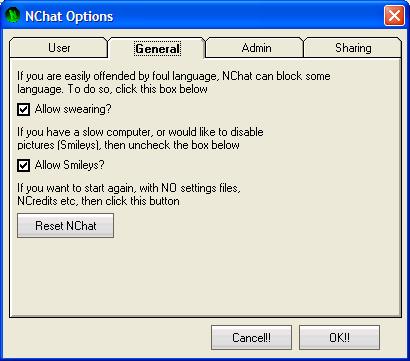 NChat Options
User General Admin Sharing
If you are easily offended by foul language, NChat can block some
language. To do so, click this box below
Allow swearing?
If you have a slow computer, or would like to disable
pictures (Smileys), then uncheck the box below
Allow Smileys?
If you want to start again, with NO settings files,
NCredits etc, then click this button
Reset NChat
Cancel!! OK!!